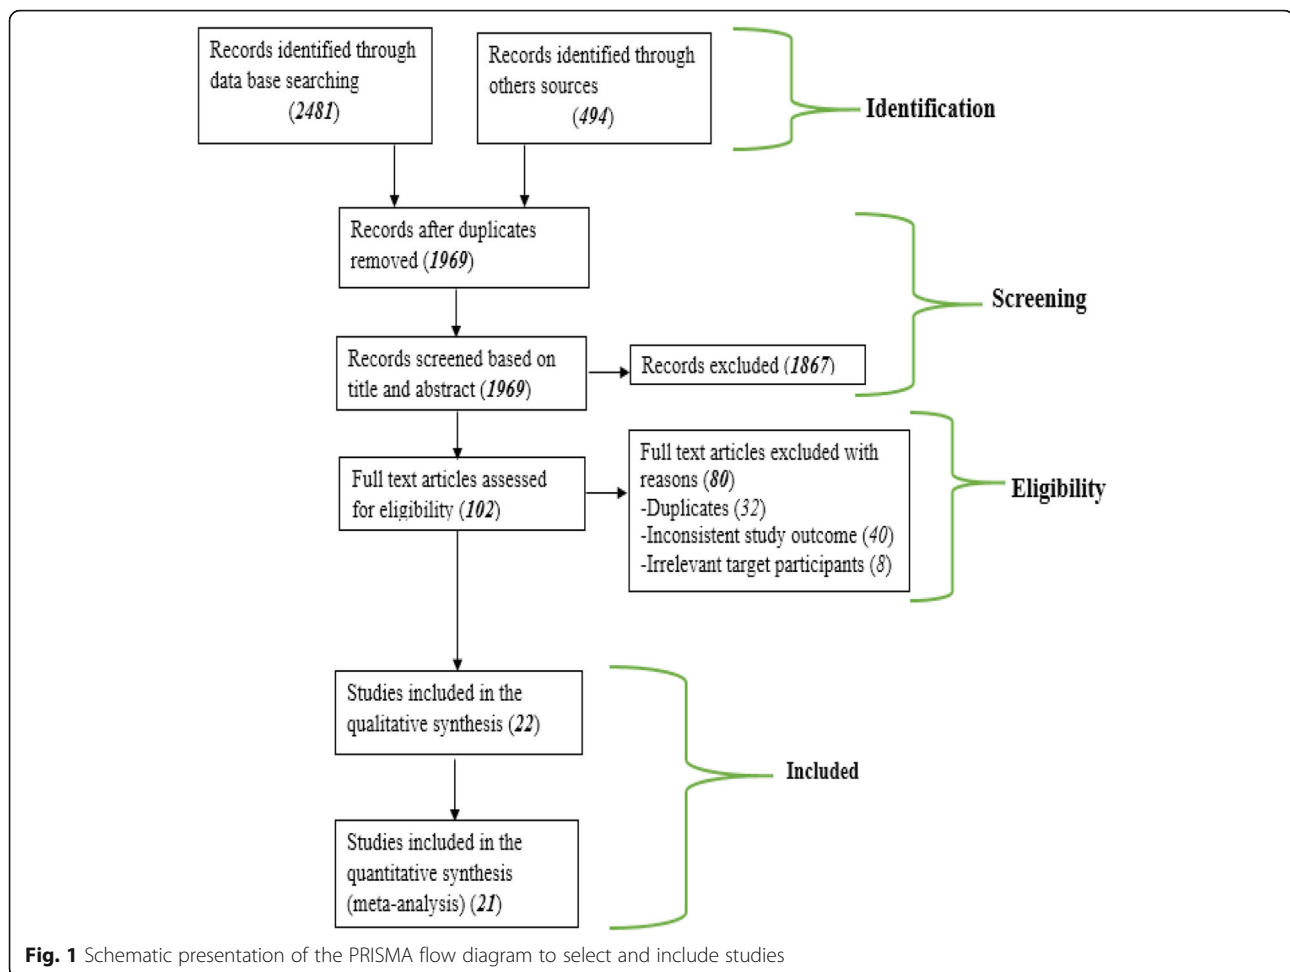 Records identified through
data base searching
(2481)
Records identified through
others sources
(494)
Identification
Records after duplicates
removed (1969)
Screening
Records screened based on
title and abstract (1969)
Records excluded (1867)
Full text articles assessed
for eligibility (102)
Full text articles excluded with
reasons (80)
-Duplicates (32)
-Inconsistent study outcome (40)
-Irrelevant target participants (8)
Eligibility
Studies included in the
qualitative synthesis (22)
Included
Studies included in the
quantitative synthesis
(meta-analysis) (21)
Fig. 1 Schematic presentation of the PRISMA flow diagram to select and include studies